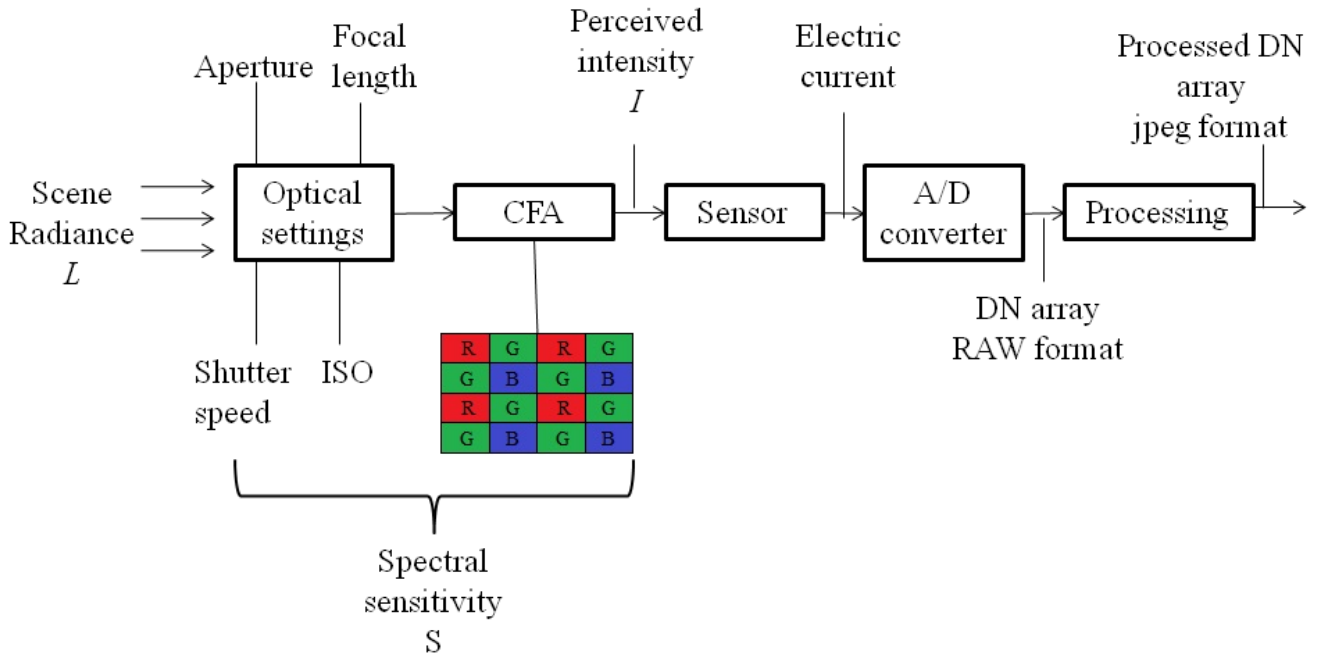 Aperture
Focal
length
Perceived
intensity
I
Electric
current
Processed DN
array
jpeg format
Scene
Radiance
L
Optical
settings
CFA
Sensor
A/D
converter
Processing
Shutter
speed
ISO
R G R G
G B G B
R G R G
G B G B
DN array
RAW format
Spectral
sensitivity
S